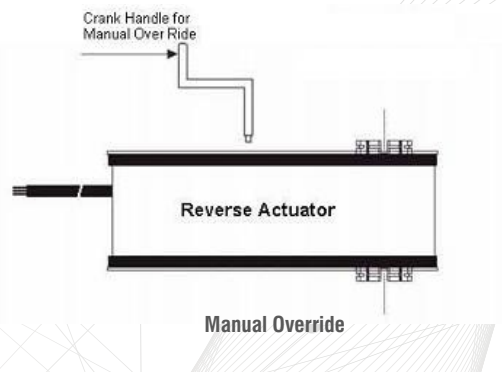 Crank Handle for
Manual Over Ride
Reverse Actuator
Manual Override